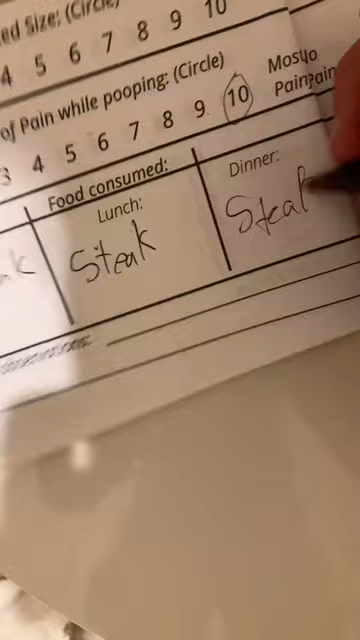 ed Size: (Circle)
4 5 6 7 8 9 10
of Pain while pooping: (Circle)
3 4 5 6 7 8 9 10
Most
Pain
Food consumed:
Lunch:
Dinner:
Steak
Steak